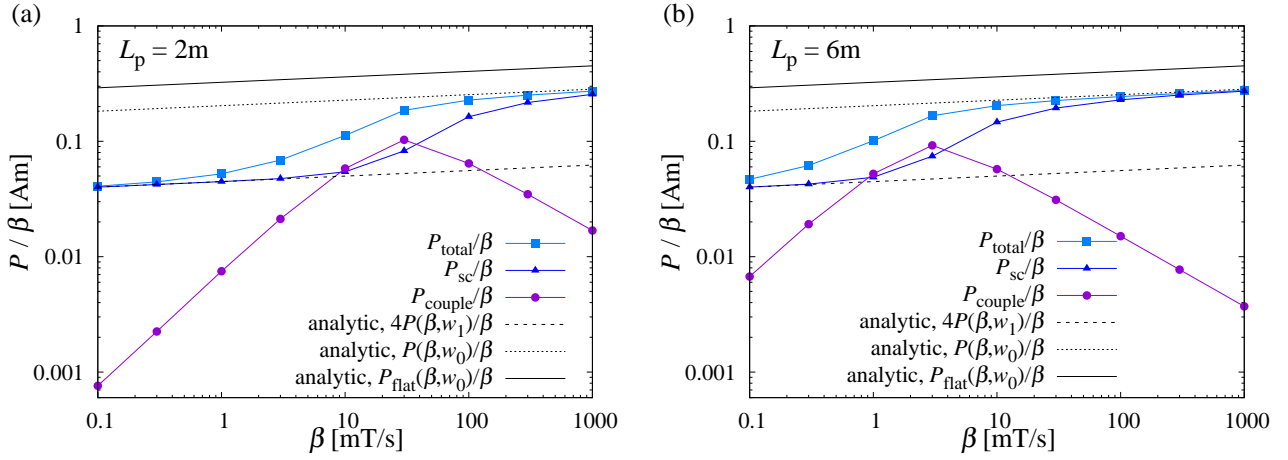 (a)
L_p = 2m
P / β [Am]
1
0.1
0.01
0.001
P_total/β
P_sc/β
P_couple/β
analytic, 4P(β,w_1)/β
analytic, P(β,w_0)/β
analytic, P_flat(β,w_0)/β
0.1 1 10 100 1000
β [mT/s]
(b)
L_p = 6m
P / β [Am]
1
0.1
0.01
0.001
P_total/β
P_sc/β
P_couple/β
analytic, 4P(β,w_1)/β
analytic, P(β,w_0)/β
analytic, P_flat(β,w_0)/β
0.1 1 10 100 1000
β [mT/s]